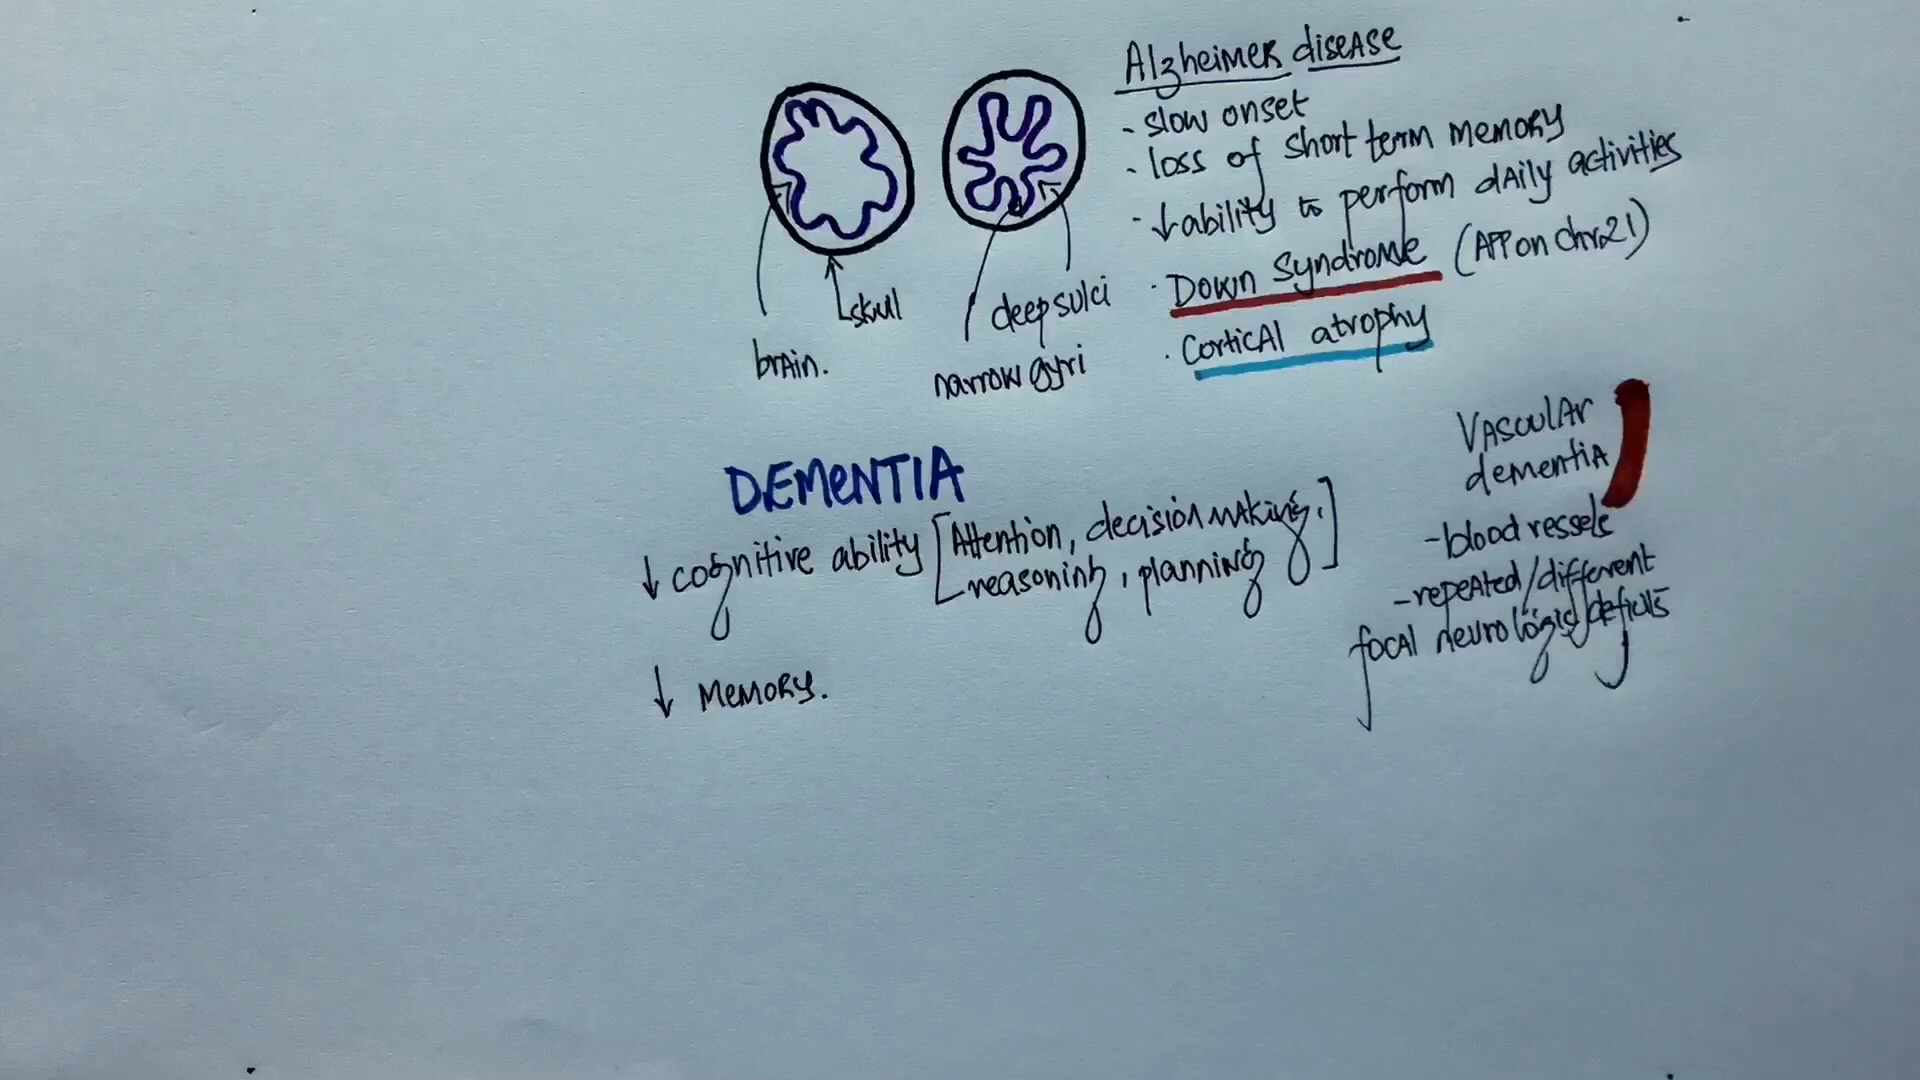 Alzheimer disease
- slow onset
- loss of short term memory
- ↓ ability to perform daily activities
· Down syndrome (APP on chr21)
· Cortical atrophy
skull
brain.
deep sulci
narrow gyri
DEMENTIA
↓ cognitive ability [Attention, decision making,
reasoning, planning]
↓ memory.
Vascular
dementia
- blood vessels
- repeated/different
focal neurologic deficits